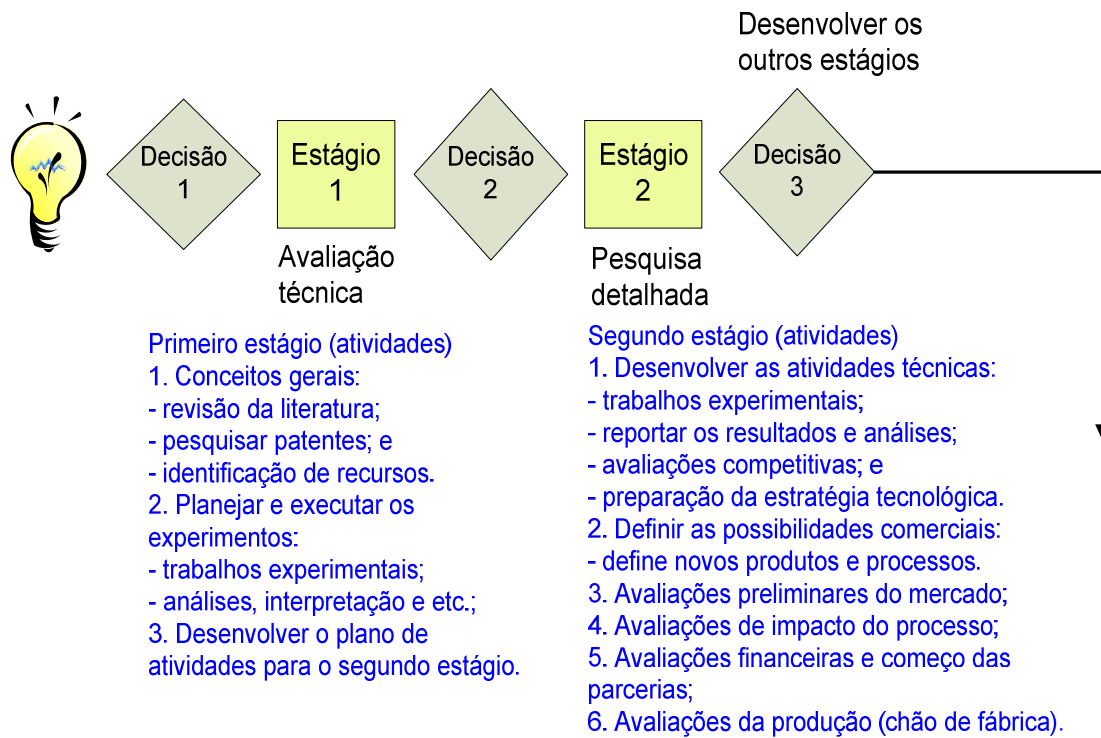 Desenvolver os
outros estágios
Decisão
1
Estágio
1
Decisão
2
Estágio
2
Decisão
3
Avaliação
técnica
Pesquisa
detalhada
Primeiro estágio (atividades)
1. Conceitos gerais:
- revisão da literatura;
- pesquisar patentes; e
- identificação de recursos.
2. Planejar e executar os
experimentos:
- trabalhos experimentais;
- análises, interpretação e etc.;
3. Desenvolver o plano de
atividades para o segundo estágio.
Segundo estágio (atividades)
1. Desenvolver as atividades técnicas:
- trabalhos experimentais;
- reportar os resultados e análises;
- avaliações competitivas; e
- preparação da estratégia tecnológica.
2. Definir as possibilidades comerciais:
- define novos produtos e processos.
3. Avaliações preliminares do mercado;
4. Avaliações de impacto do processo;
5. Avaliações financeiras e começo das
parcerias;
6. Avaliações da produção (chão de fábrica).